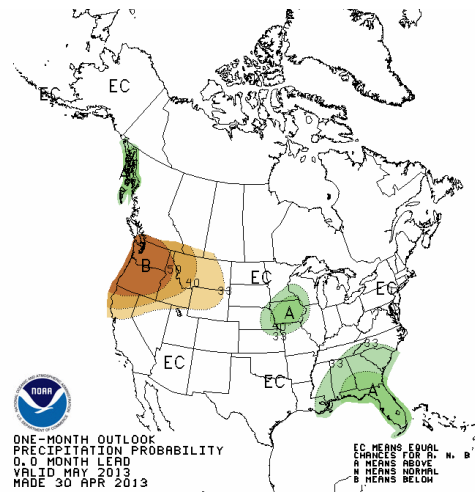 EC
EC
A
B
50
40
33
EC
EC
A
40
33
EC
EC
33
33
A
NOAA
ONE-MONTH OUTLOOK
PRECIPITATION PROBABILITY
0.0 MONTH LEAD
VALID MAY 2013
MADE 30 APR 2013
EC MEANS EQUAL
CHANCES FOR A, N, B
A MEANS ABOVE
N MEANS NORMAL
B MEANS BELOW